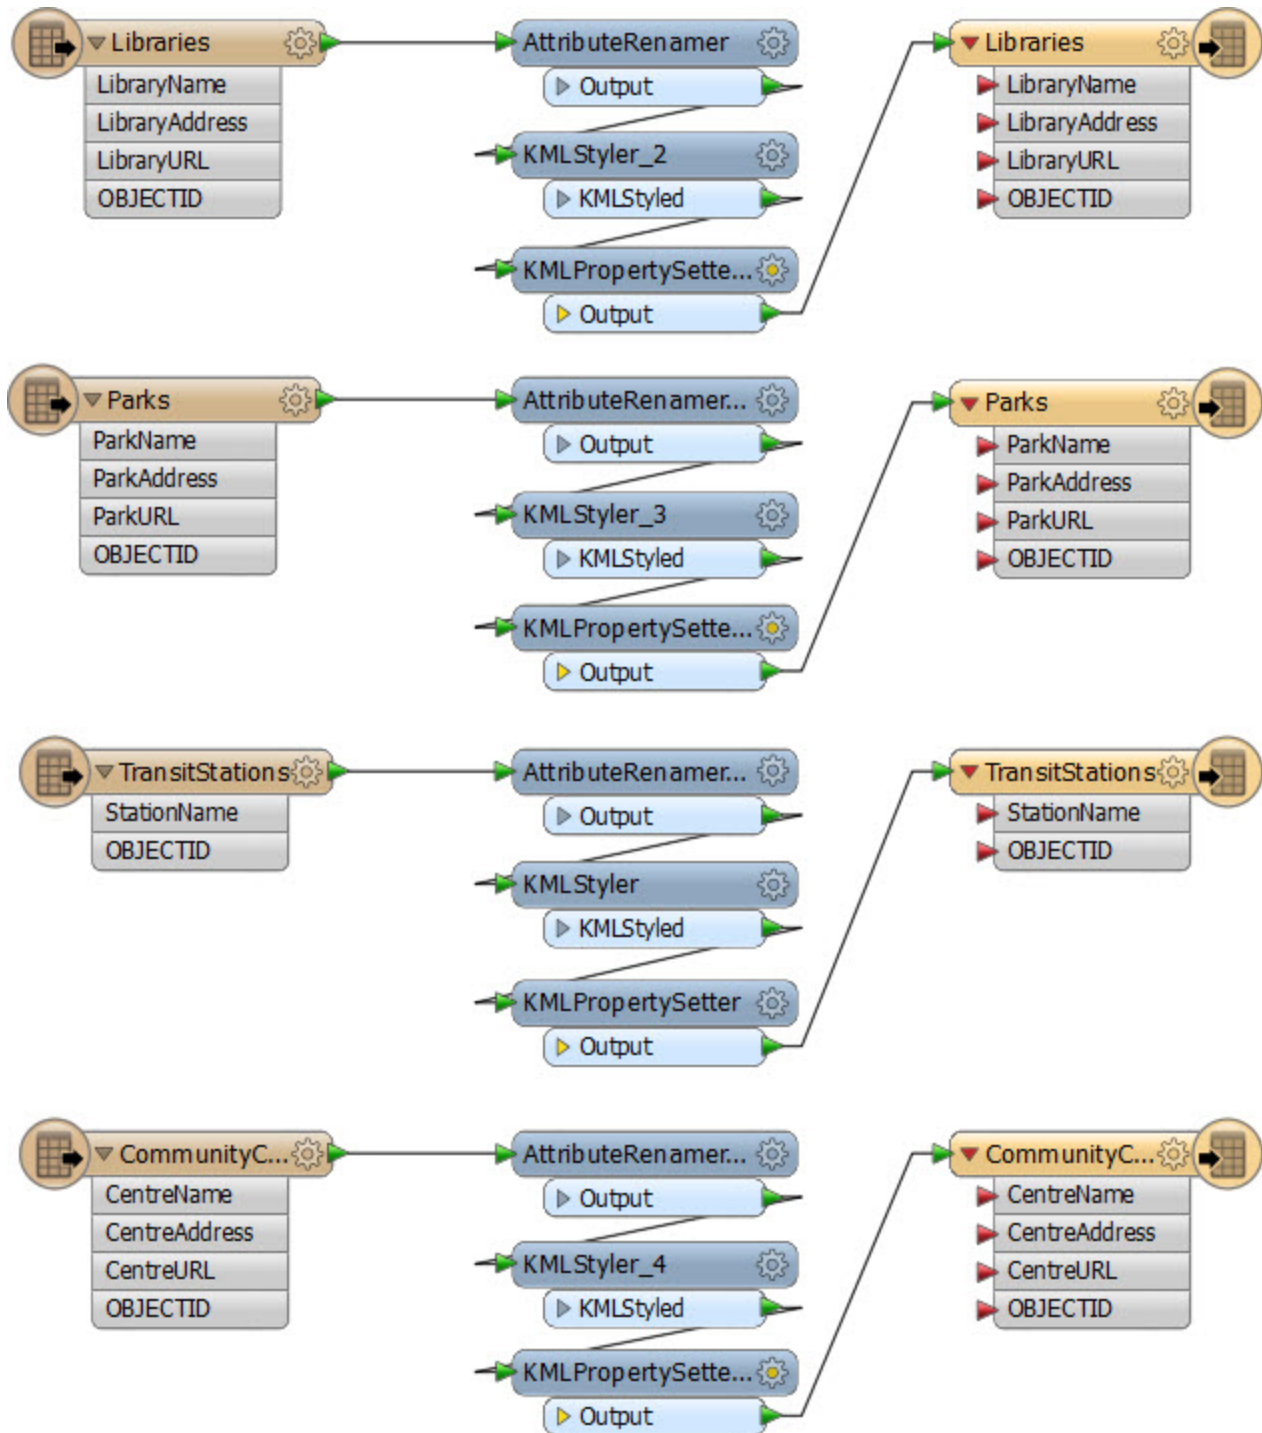 Libraries
LibraryName
LibraryAddress
LibraryURL
OBJECTID
AttributeRenamer
Output
KMLStyler_2
KMLStyled
KMLPropertySette...
Output
Libraries
LibraryName
LibraryAddress
LibraryURL
OBJECTID
Parks
ParkName
ParkAddress
ParkURL
OBJECTID
AttributeRenamer...
Output
KMLStyler_3
KMLStyled
KMLPropertySette...
Output
Parks
ParkName
ParkAddress
ParkURL
OBJECTID
TransitStations
StationName
OBJECTID
AttributeRenamer...
Output
KMLStyler
KMLStyled
KMLPropertySetter
Output
TransitStations
StationName
OBJECTID
CommunityC...
CentreName
CentreAddress
CentreURL
OBJECTID
AttributeRenamer...
Output
KMLStyler_4
KMLStyled
KMLPropertySette...
Output
CommunityC...
CentreName
CentreAddress
CentreURL
OBJECTID